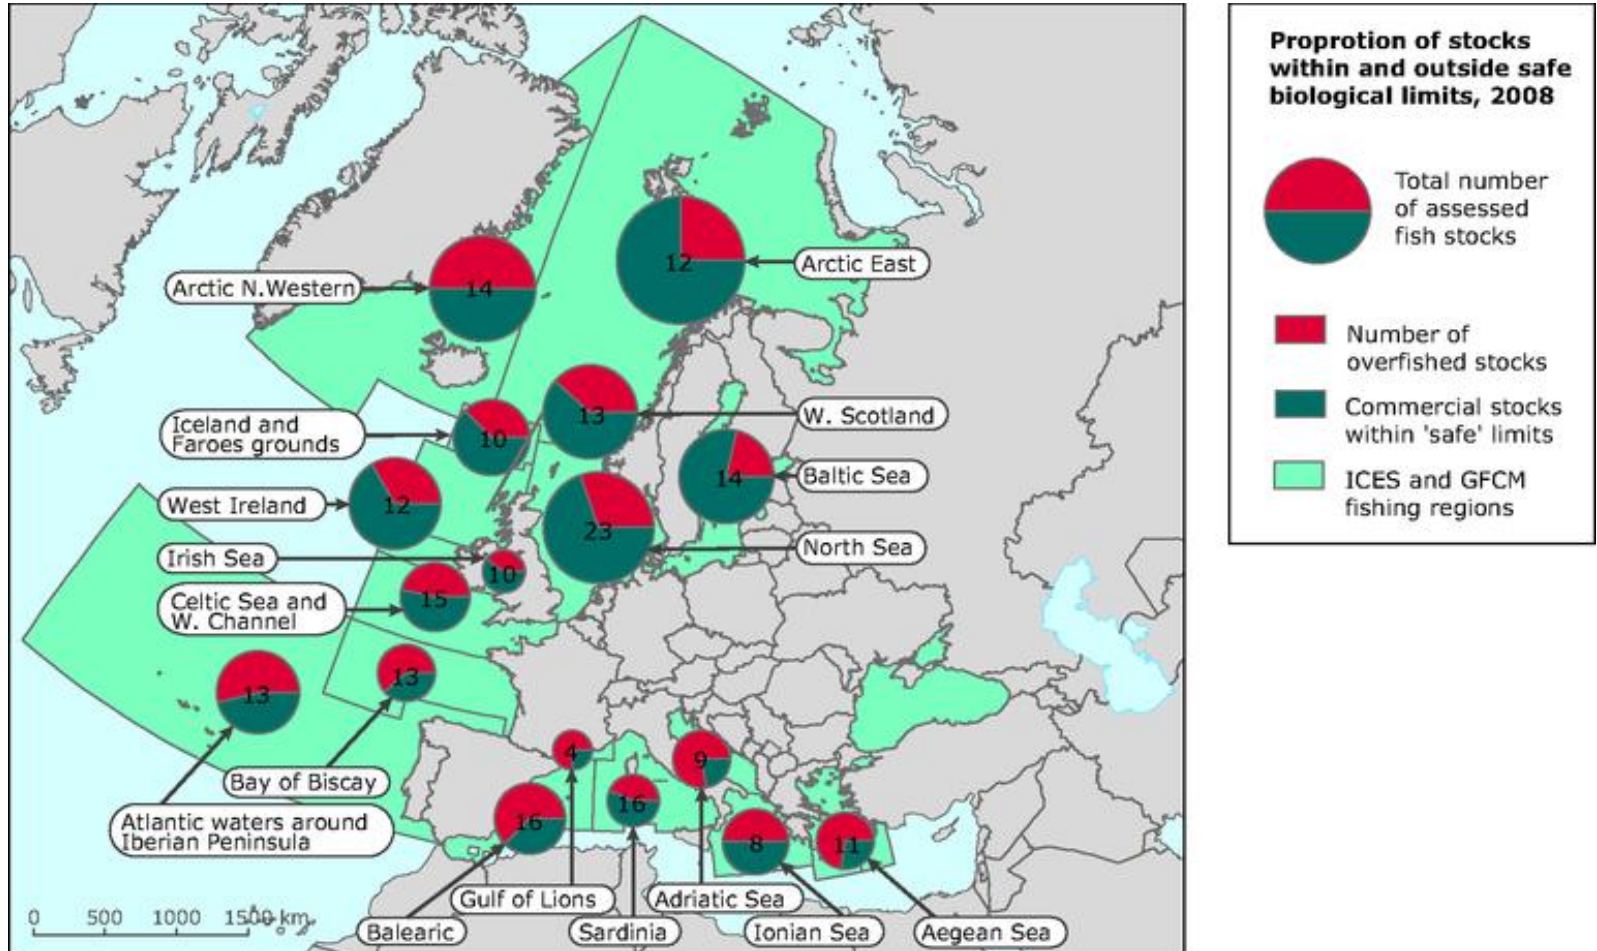 Proprotion of stocks
within and outside safe
biological limits, 2008
Total number
of assessed
fish stocks
Number of
overfished stocks
Commercial stocks
within 'safe' limits
ICES and GFCM
fishing regions
12
Arctic East
Arctic N.Western
14
13
W. Scotland
Iceland and
Faroes grounds
10
14
Baltic Sea
West Ireland
12
23
North Sea
Irish Sea
10
Celtic Sea and
W. Channel
15
13
Bay of Biscay
13
Atlantic waters around
Iberian Peninsula
4
Gulf of Lions
9
Adriatic Sea
16
Balearic
16
Sardinia
8
Ionian Sea
11
Aegean Sea
0 500 1000 1500 km